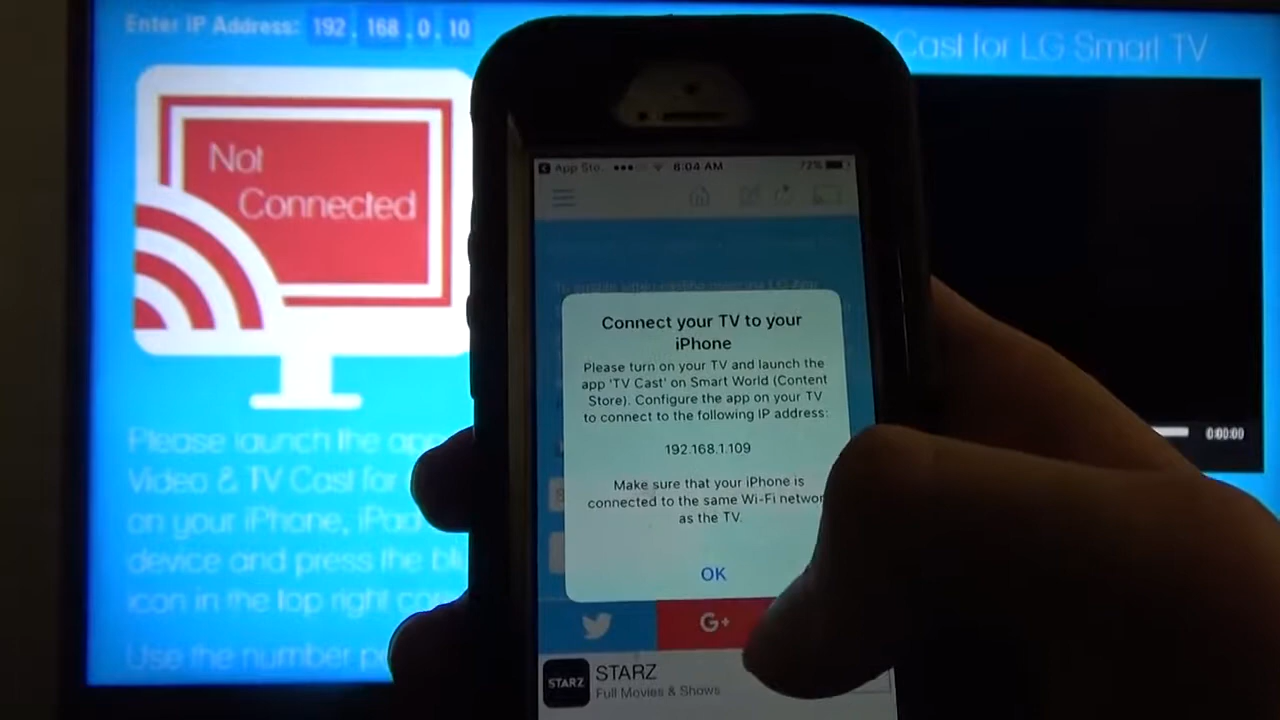 Enter IP Address: 192 . 168 . 0 . 10
Cast for LG Smart TV
Not
Connected
Please launch the app
Video & TV Cast for
on your iPhone, iPad
device and press the
icon in the top right
Use the number
0:00:00
App Sto.. 6:04 AM 72%
Connect your TV to your
iPhone
Please turn on your TV and launch the
app 'TV Cast' on Smart World (Content
Store). Configure the app on your TV
to connect to the following IP address:
192.168.1.109
Make sure that your iPhone is
connected to the same Wi-Fi networ
as the TV.
OK
G+
STARZ
STARZ
Full Movies & Shows